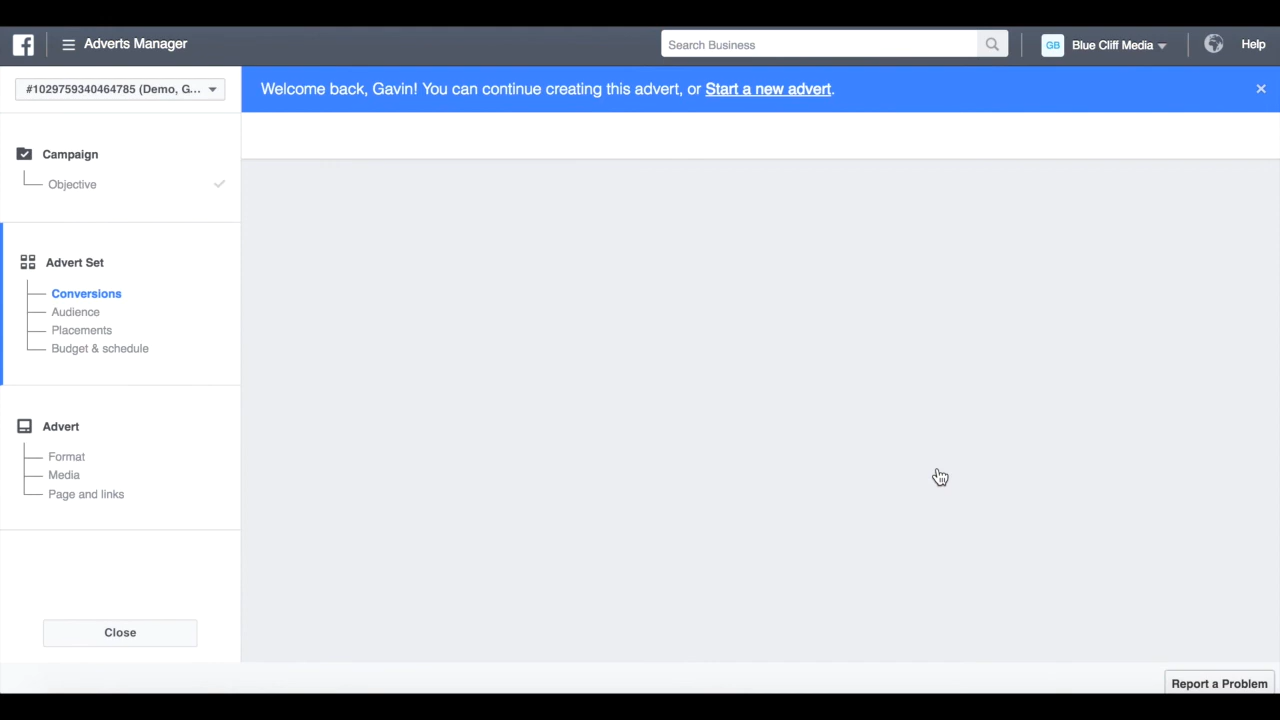 Adverts Manager
Search Business
GB Blue Cliff Media
Help
#1029759340464785 (Demo, G...
Welcome back, Gavin! You can continue creating this advert, or Start a new advert.
Campaign
Objective
Advert Set
Conversions
Audience
Placements
Budget & schedule
Advert
Format
Media
Page and links
Close
Report a Problem